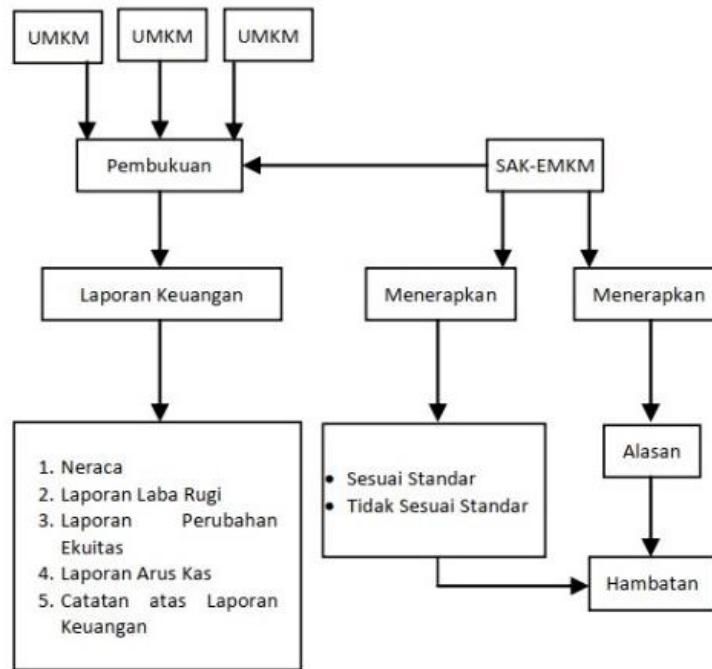 UMKM
UMKM
UMKM
Pembukuan
SAK-EMKM
Laporan Keuangan
Menerapkan
Menerapkan
1. Neraca
2. Laporan Laba Rugi
3. Laporan Perubahan
Ekuitas
4. Laporan Arus Kas
5. Catatan atas Laporan
Keuangan
• Sesuai Standar
• Tidak Sesuai Standar
Alasan
Hambatan